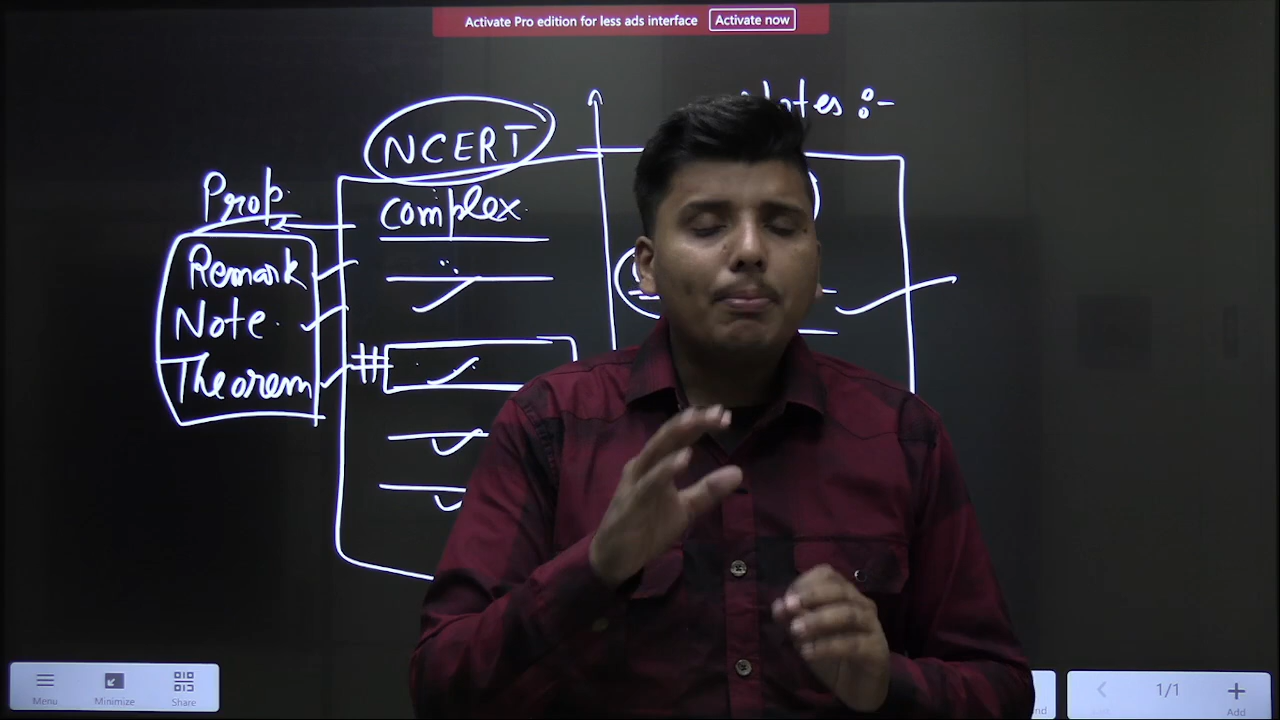 Activate Pro edition for less ads interface Activate now
Notes :-
NCERT
Prop.
Complex
Remark
Note.
Theorem
#
Menu
Minimize
Share
1/1
Add